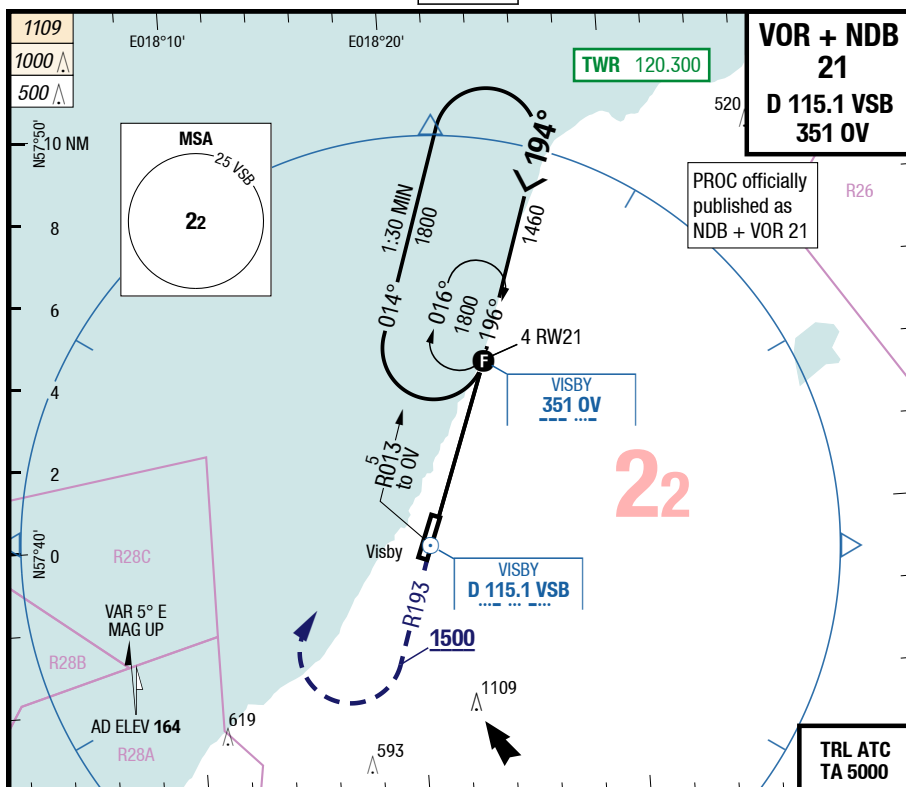 1109
1000
500
E018°10'
E018°20'
TWR 120.300
VOR + NDB
21
D 115.1 VSB
351 OV
520
N57°50'
10 NM
MSA
25 VSB
22
PROC officially
published as
NDB + VOR 21
R26
194°
1460
1:30 MIN
1800
014°
016°
1800
196°
8
6
4
2
0
4 RW21
F
VISBY
351 OV
5
R013
to OV
22
N57°40'
Visby
VISBY
D 115.1 VSB
R28C
R193
VAR 5° E
MAG UP
1500
R28B
AD ELEV 164
R28A
619
1109
593
TRL ATC
TA 5000